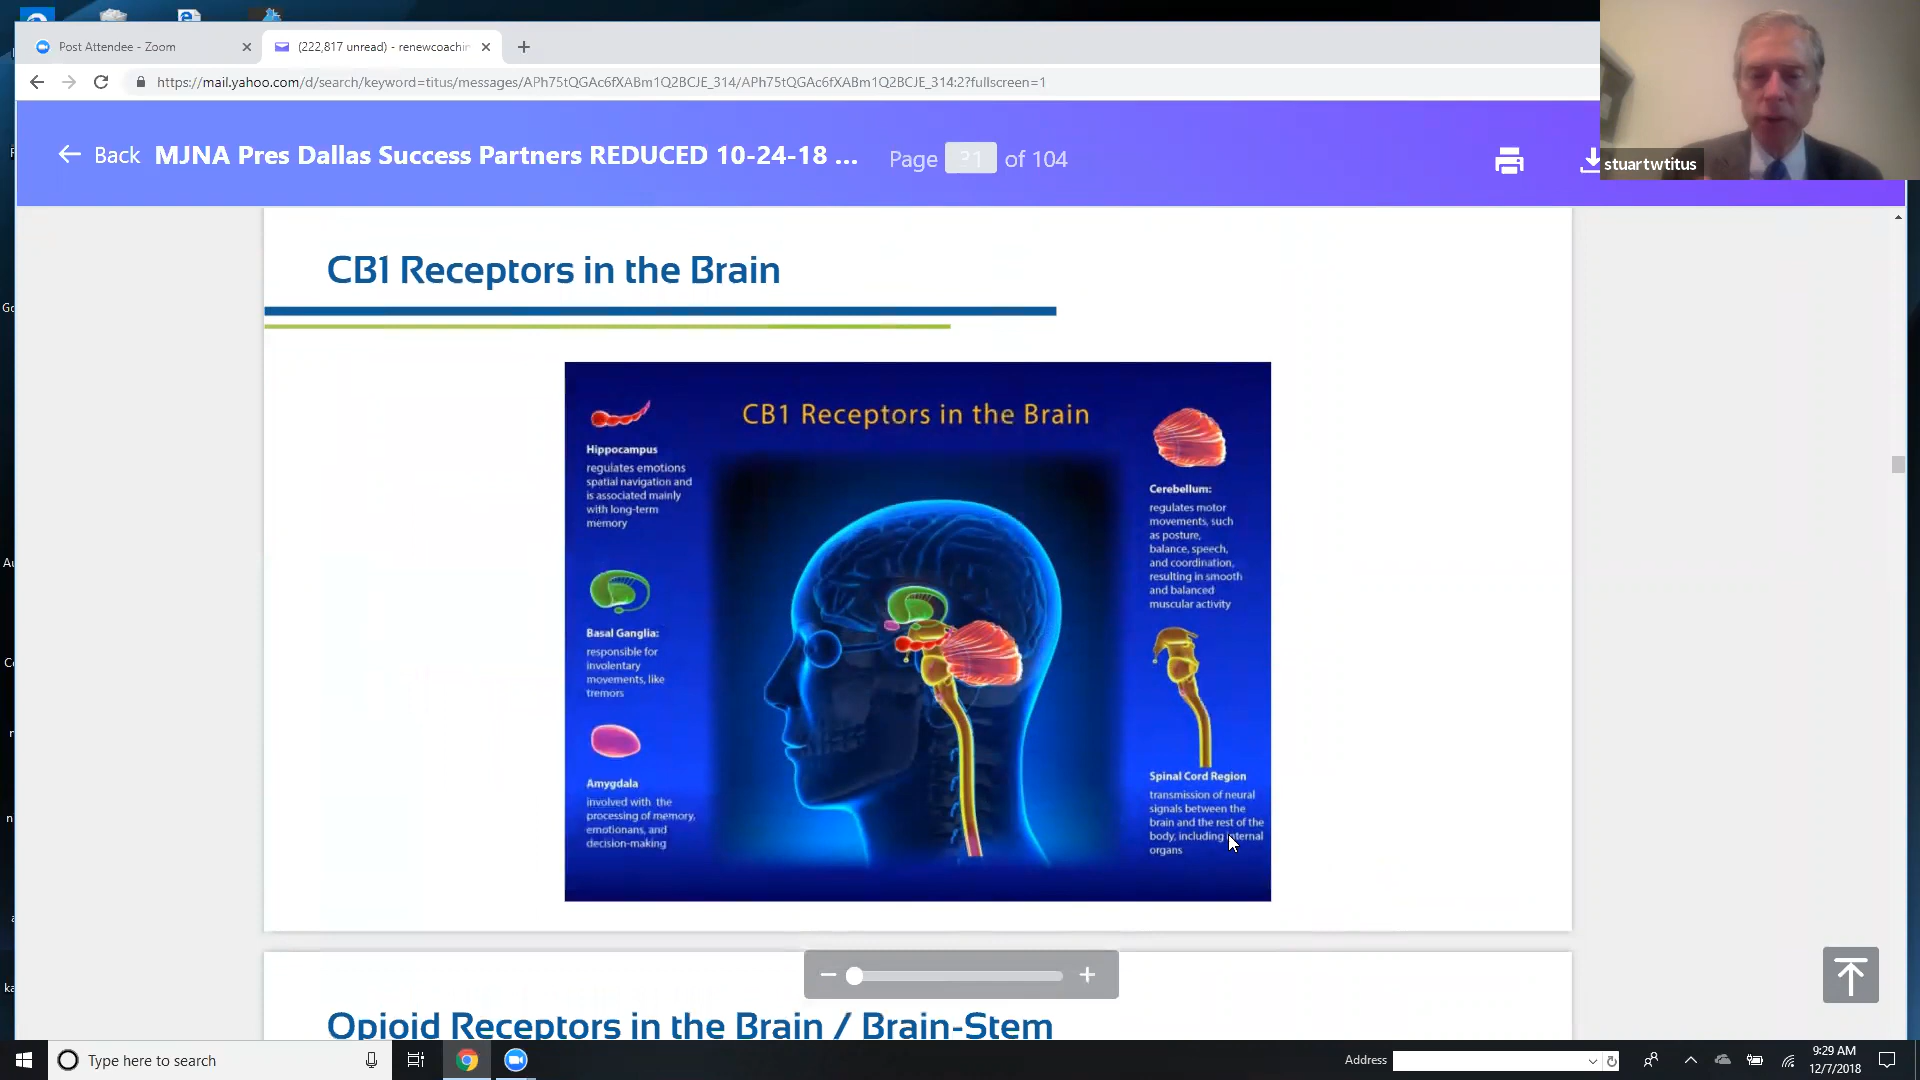 Post Attendee - Zoom
(222,817 unread) - renewcoachin
https://mail.yahoo.com/d/search/keyword=titus/messages/APh75tQGAc6fXABm1Q2BCJE_314/APh75tQGAc6fXABm1Q2BCJE_314:2?fullscreen=1
Back MJNA Pres Dallas Success Partners REDUCED 10-24-18 ... Page of 104
stuartwtitus
CB1 Receptors in the Brain
CB1 Receptors in the Brain
Hippocampus
regulates emotions
spatial navigation and
is associated mainly
with long-term
memory
Basal Ganglia:
responsible for
involentary
movements, like
tremors
Amygdala
involved with the
processing of memory,
emotionans, and
decision-making
Cerebellum:
regulates motor
movements, such
as posture,
balance, speech,
and coordination,
resulting in smooth
and balanced
muscular activity
Spinal Cord Region
transmission of neural
signals between the
brain and the rest of the
body, including internal
organs
Opioid Receptors in the Brain / Brain-Stem
Type here to search
Address
9:29 AM
12/7/2018